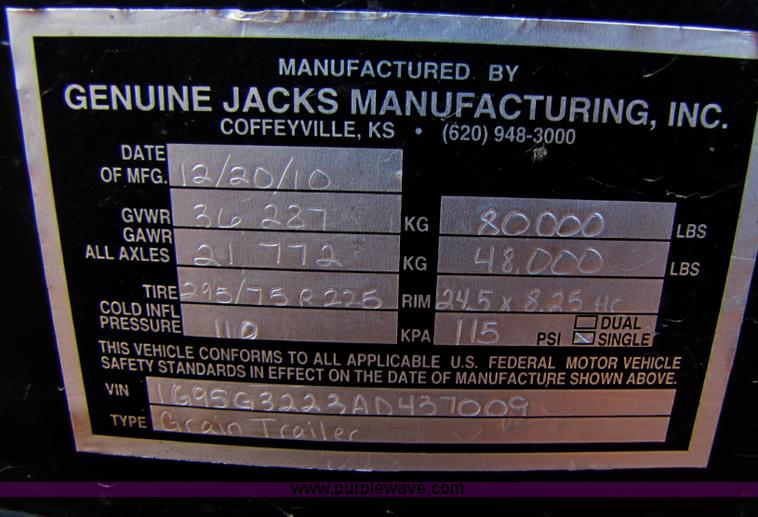 MANUFACTURED BY
GENUINE JACKS MANUFACTURING, INC.
COFFEYVILLE, KS • (620) 948-3000
DATE OF MFG. 12/20/10
GVWR 36 287 KG 80000 LBS
GAWR ALL AXLES 21 772 KG 48,000 LBS
TIRE 295/75 R 225 RIM 24.5 x 8.25 HC
COLD INFL PRESSURE 110 KPA 115 PSI DUAL SINGLE
THIS VEHICLE CONFORMS TO ALL APPLICABLE U.S. FEDERAL MOTOR VEHICLE
SAFETY STANDARDS IN EFFECT ON THE DATE OF MANUFACTURE SHOWN ABOVE.
VIN 1G95G3223AD437009
TYPE Grain Trailer
www.purplewave.com